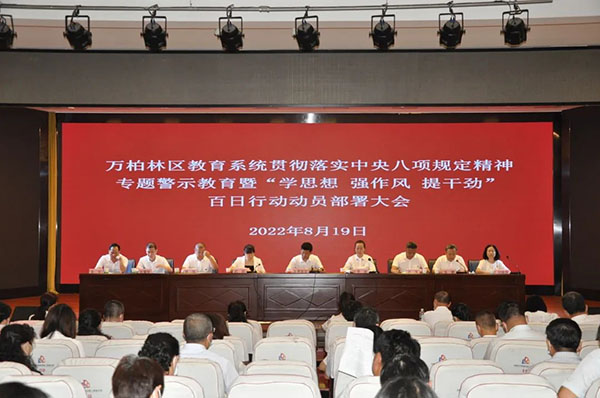 万柏林区教育系统贯彻落实中央八项规定精神
专题警示教育暨“学思想 强作风 提干劲”
百日行动动员部署大会
2022年8月19日